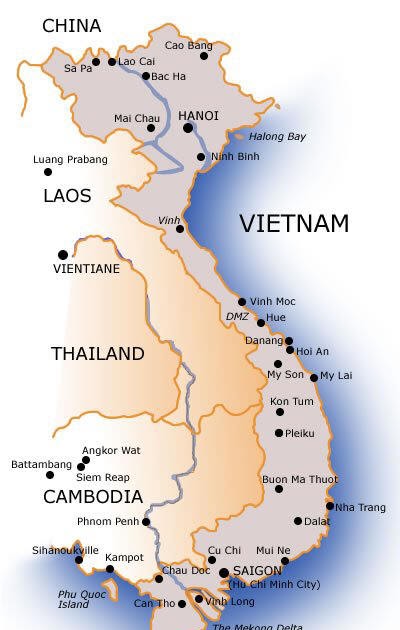 CHINA
Cao Bang
Sa Pa
Lao Cai
Bac Ha
Mai Chau
HANOI
Halong Bay
Luang Prabang
Ninh Binh
LAOS
Vinh
VIETNAM
VIENTIANE
Vinh Moc
DMZ
Hue
Danang
Hoi An
THAILAND
My Son
My Lai
Kon Tum
Pleiku
Angkor Wat
Battambang
Siem Reap
Buon Ma Thuot
CAMBODIA
Nha Trang
Phnom Penh
Dalat
Sihanoukville
Kampot
Cu Chi
Mui Ne
Chau Doc
SAIGON
(Hu Chi Minh City)
Phu Quoc
Island
Can Tho
Vinh Long
The Mekong Delta